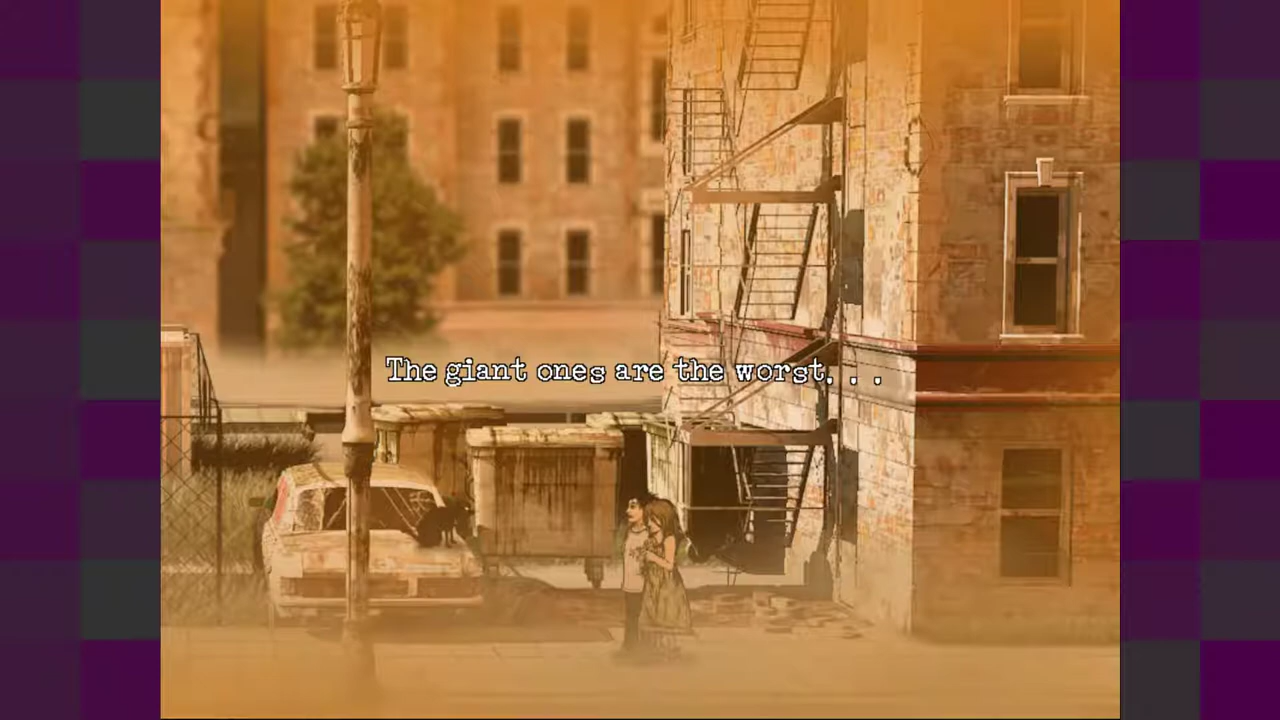 The giant ones are the worst. . .